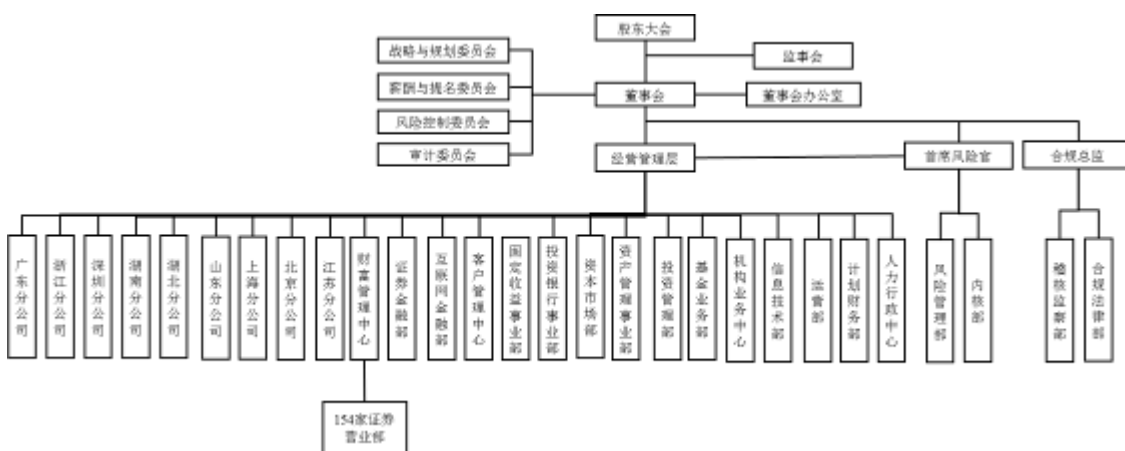 股东大会
战略与规划委员会
监事会
薪酬与提名委员会
董事会
董事会办公室
风险控制委员会
审计委员会
经营管理层
首席风险官
合规总监
广东分公司
浙江分公司
深圳分公司
湖南分公司
湖北分公司
山东分公司
上海分公司
北京分公司
江苏分公司
财富管理中心
证券金融部
互联网金融部
客户管理中心
固定收益事业部
投资银行事业部
资本市场部
资产管理事业部
投资管理部
基金业务部
机构业务中心
信息技术部
运营部
计划财务部
人力行政中心
风险管理部
内核部
稽核监察部
合规法律部
154家证券
营业部